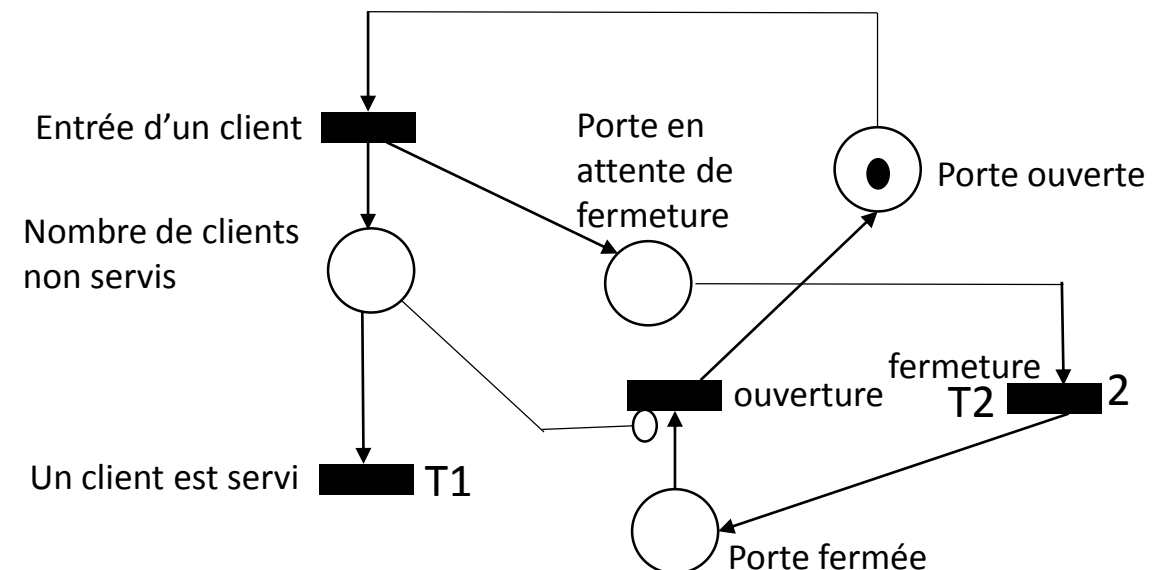 Entrée d'un client
Porte en
attente de
fermeture
Porte ouverte
Nombre de clients
non servis
fermeture
T2
2
ouverture
Un client est servi
T1
Porte fermée